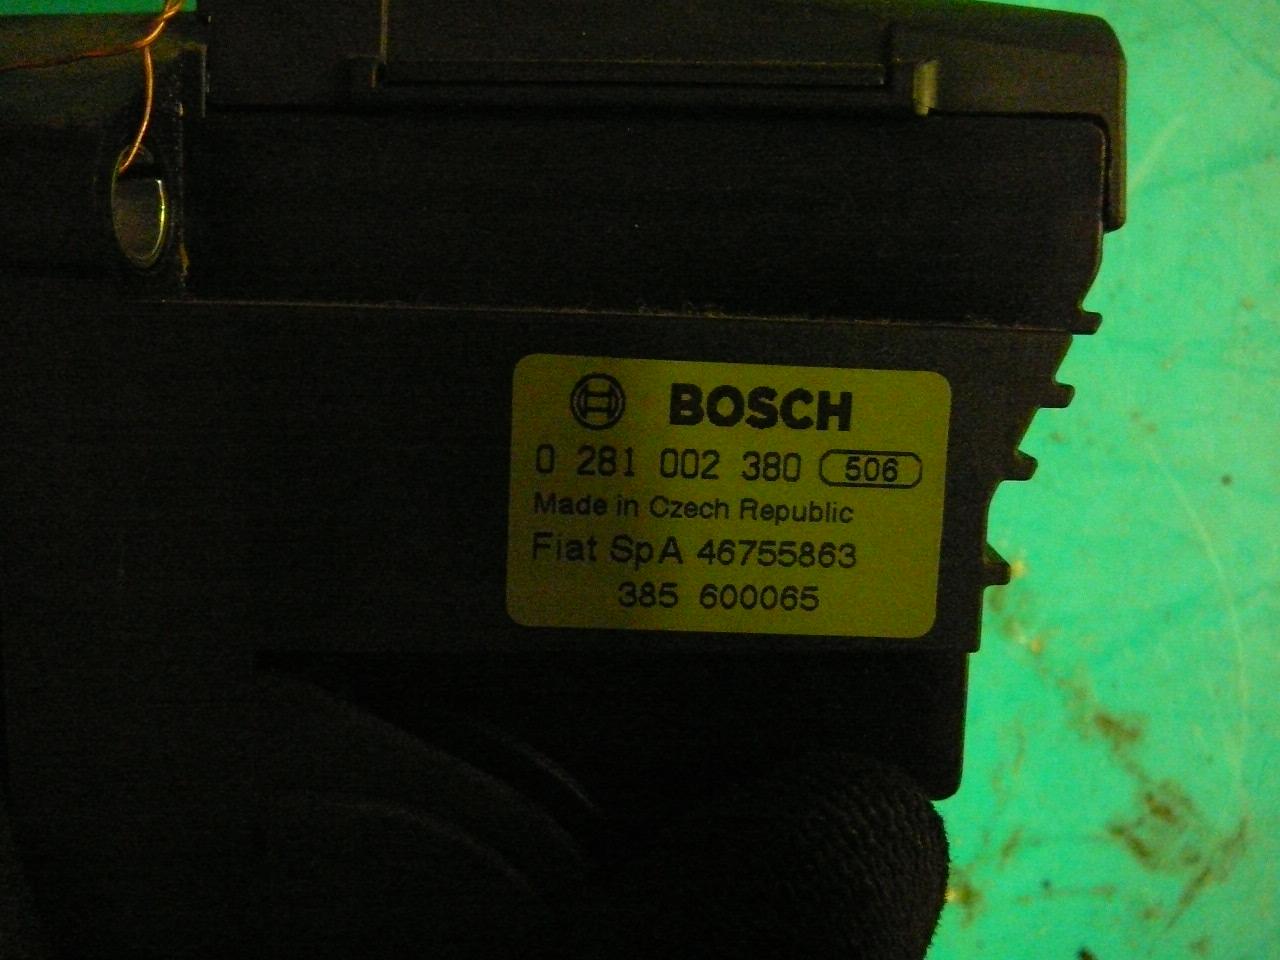 BOSCH
0 281 002 380 506
Made in Czech Republic
Fiat SpA 46755863
385 600065